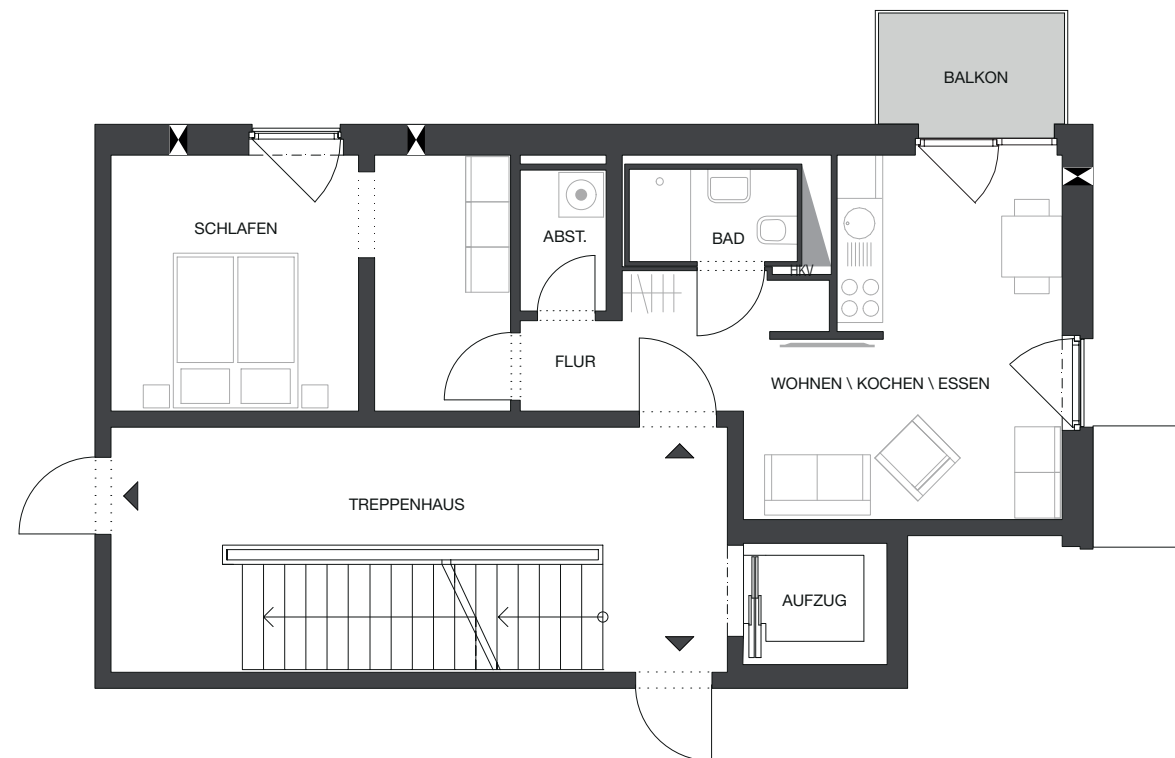 BALKON
SCHLAFEN
ABST.
BAD
HKV
FLUR
WOHNEN \ KOCHEN \ ESSEN
TREPPENHAUS
AUFZUG